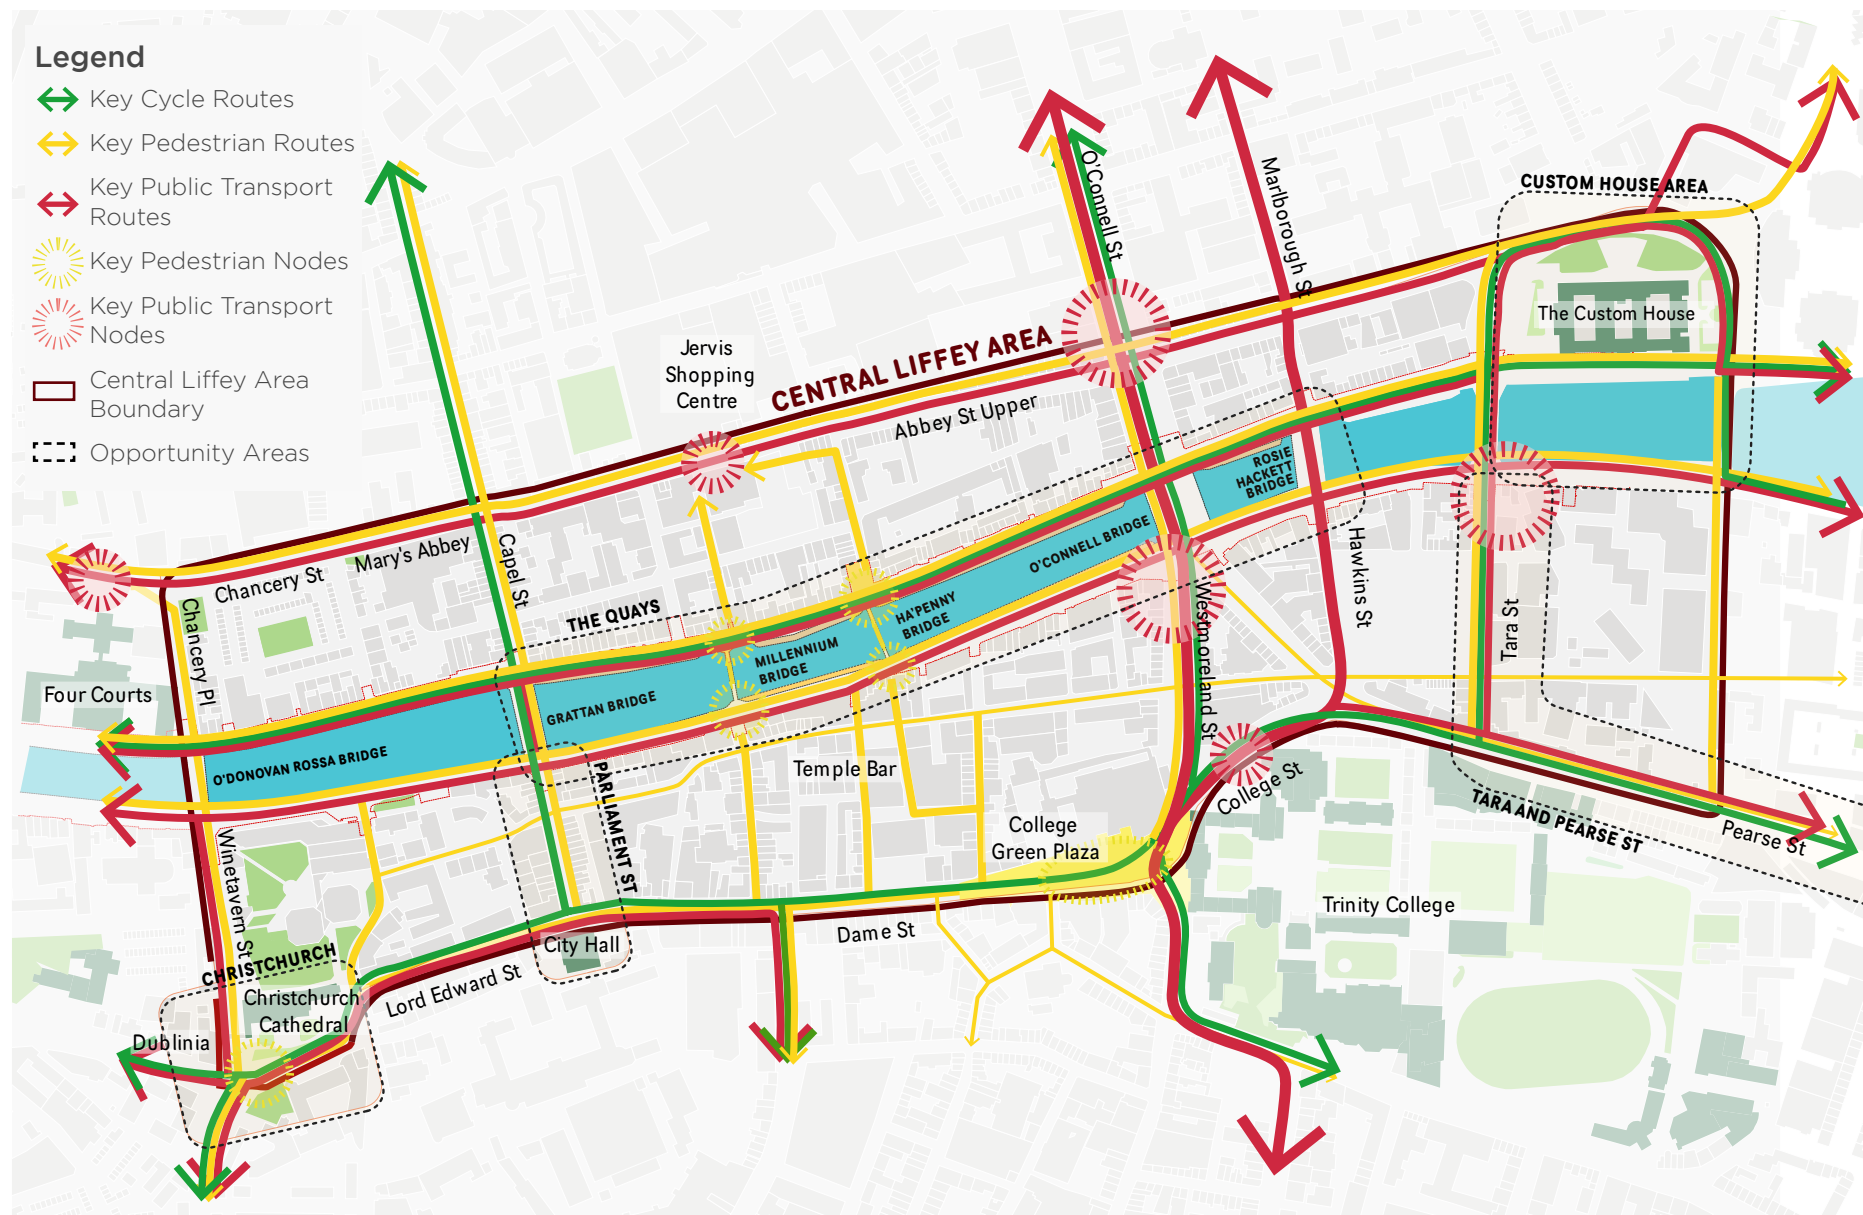 Legend
Key Cycle Routes
Key Pedestrian Routes
Key Public Transport
Routes
Key Pedestrian Nodes
Key Public Transport
Nodes
Central Liffey Area
Boundary
Opportunity Areas
O'Connell St
Marlborough St
CUSTOM HOUSE AREA
The Custom House
Jervis
Shopping
Centre
CENTRAL LIFFEY AREA
Abbey St Upper
ROSIE
HACKETT
BRIDGE
O'CONNELL BRIDGE
Mary's Abbey
Chancery St
Capel St
Hawkins St
Westmoreland St
Tara St
THE QUAYS
HA'PENNY
BRIDGE
MILLENNIUM
BRIDGE
Chancery Pl
Four Courts
GRATTAN BRIDGE
O'DONOVAN ROSSA BRIDGE
Temple Bar
PARLIAMENT ST
College St
TARA AND PEARSE ST
Pearse St
College
Green Plaza
Winetavern St
Trinity College
Dame St
City Hall
CHRISTCHURCH
Lord Edward St
Christchurch
Cathedral
Dublinia